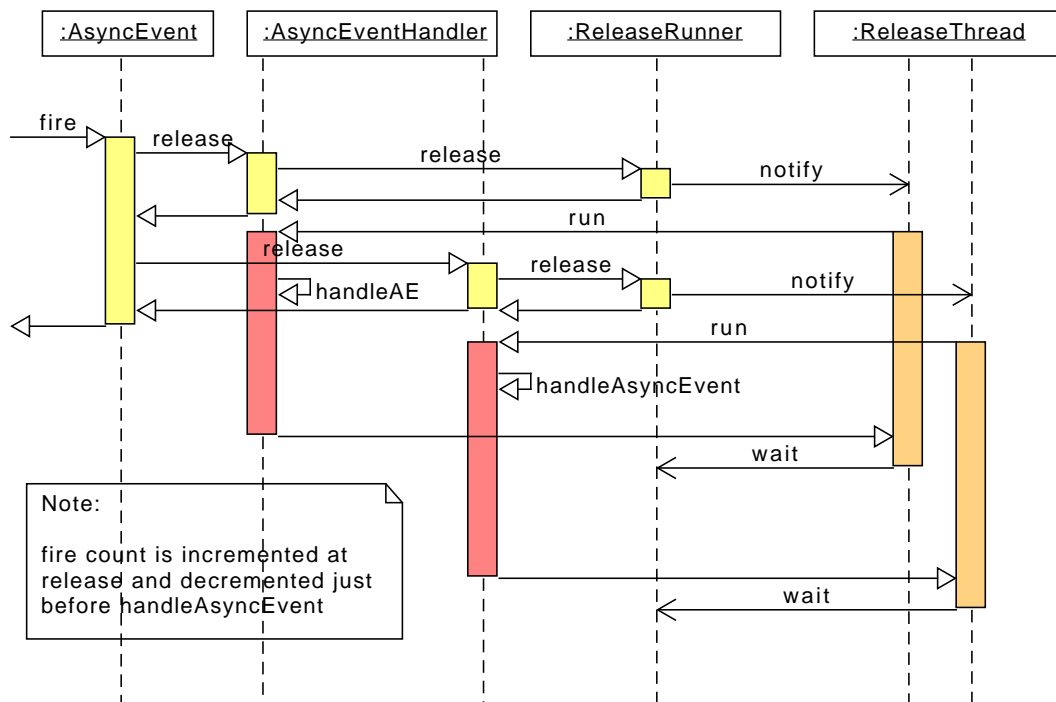 :AsyncEvent
:AsyncEventHandler
:ReleaseRunner
:ReleaseThread
fire
release
release
notify
run
release
release
handleAE
notify
run
handleAsyncEvent
wait
Note:
fire count is incremented at
release and decremented just
before handleAsyncEvent
wait